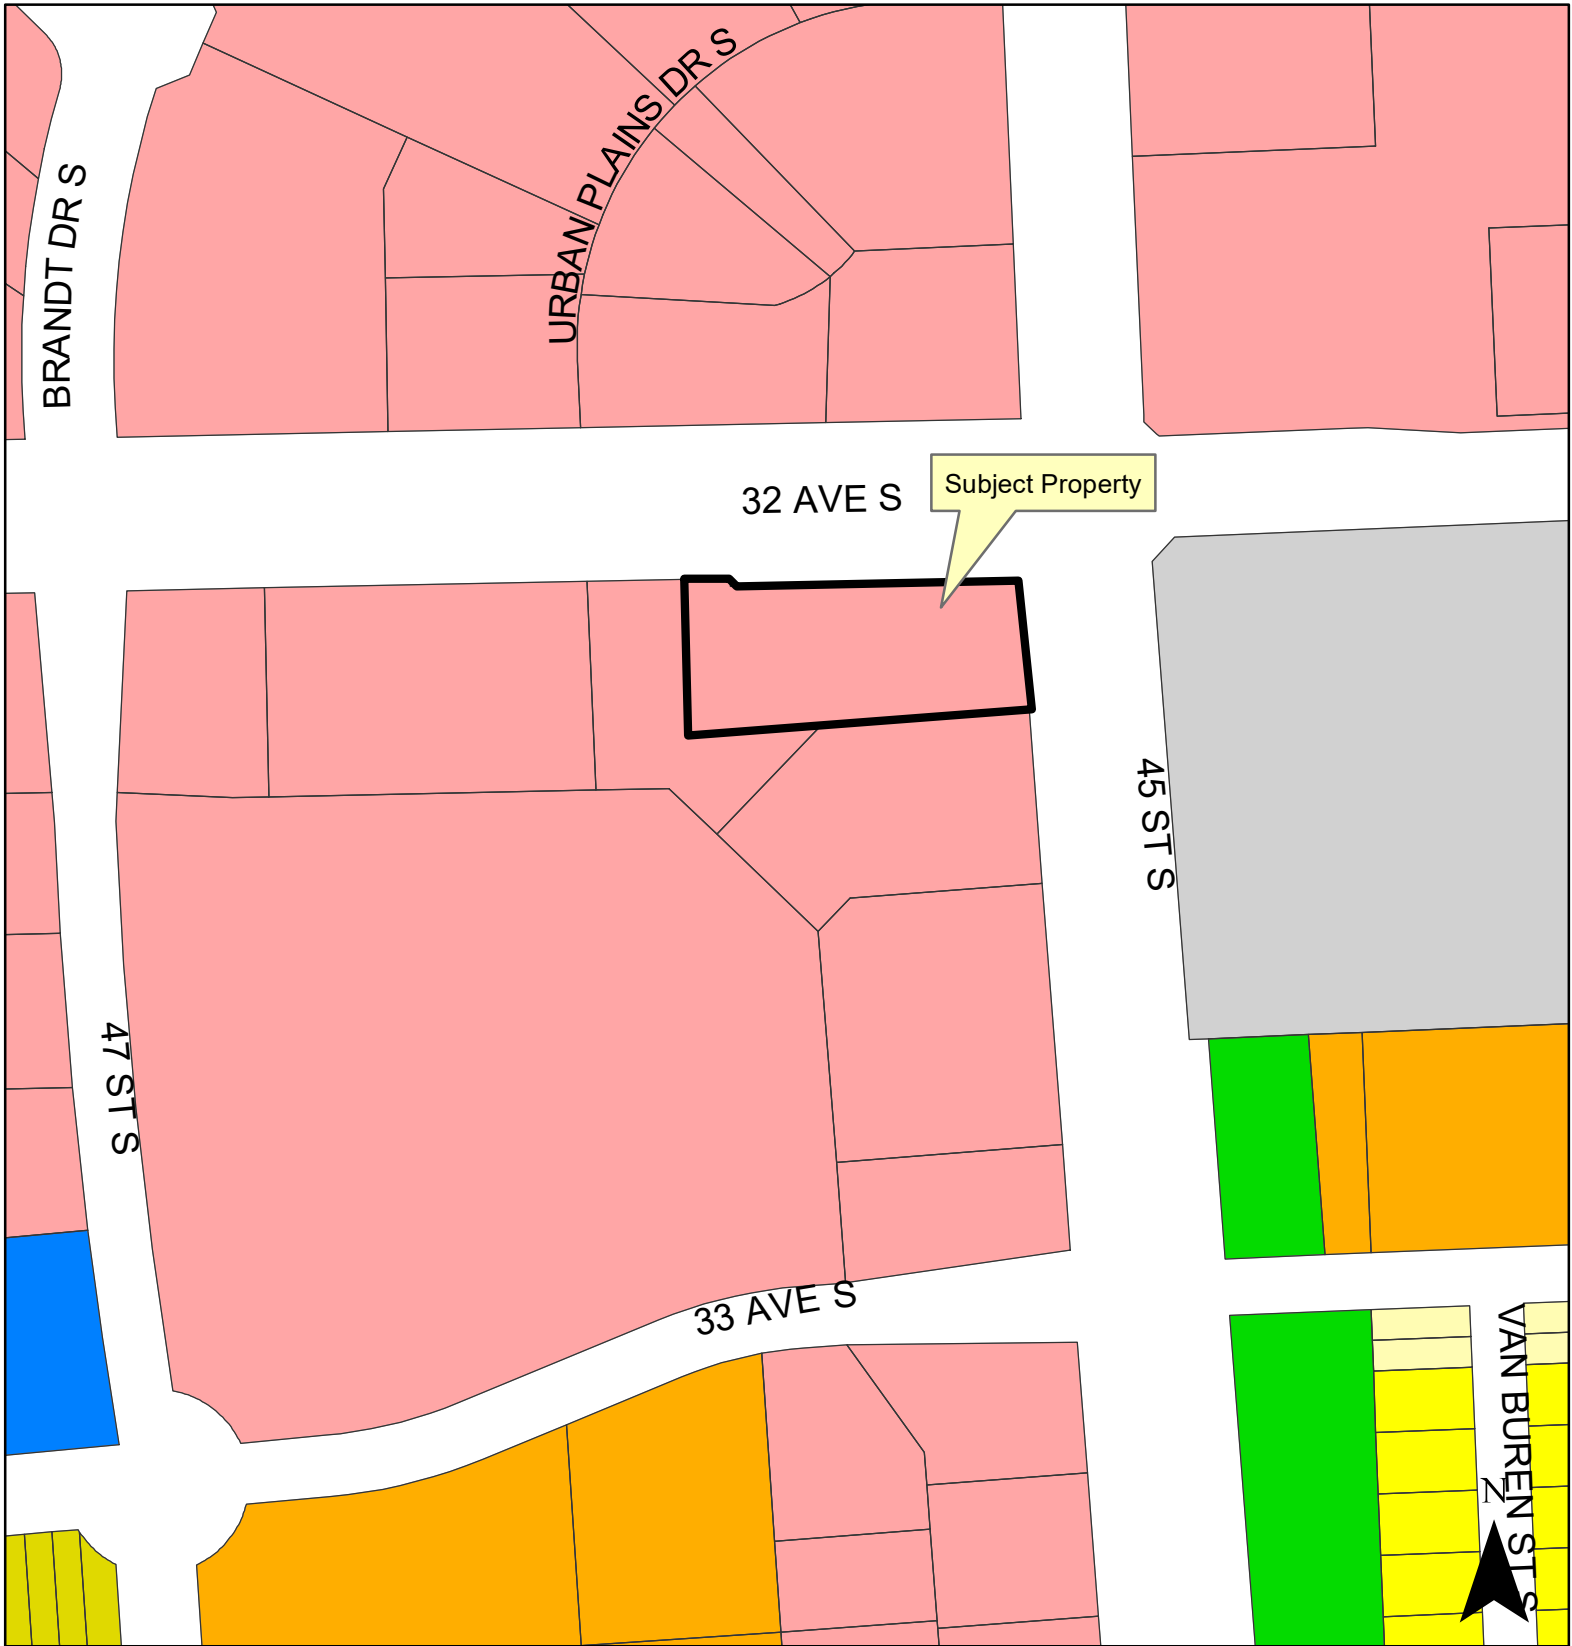 URBAN PLAINS DR S
BRANDT DR S
32 AVE S
Subject Property
45 ST S
47 ST S
33 AVE S
VAN BUREN ST S
N